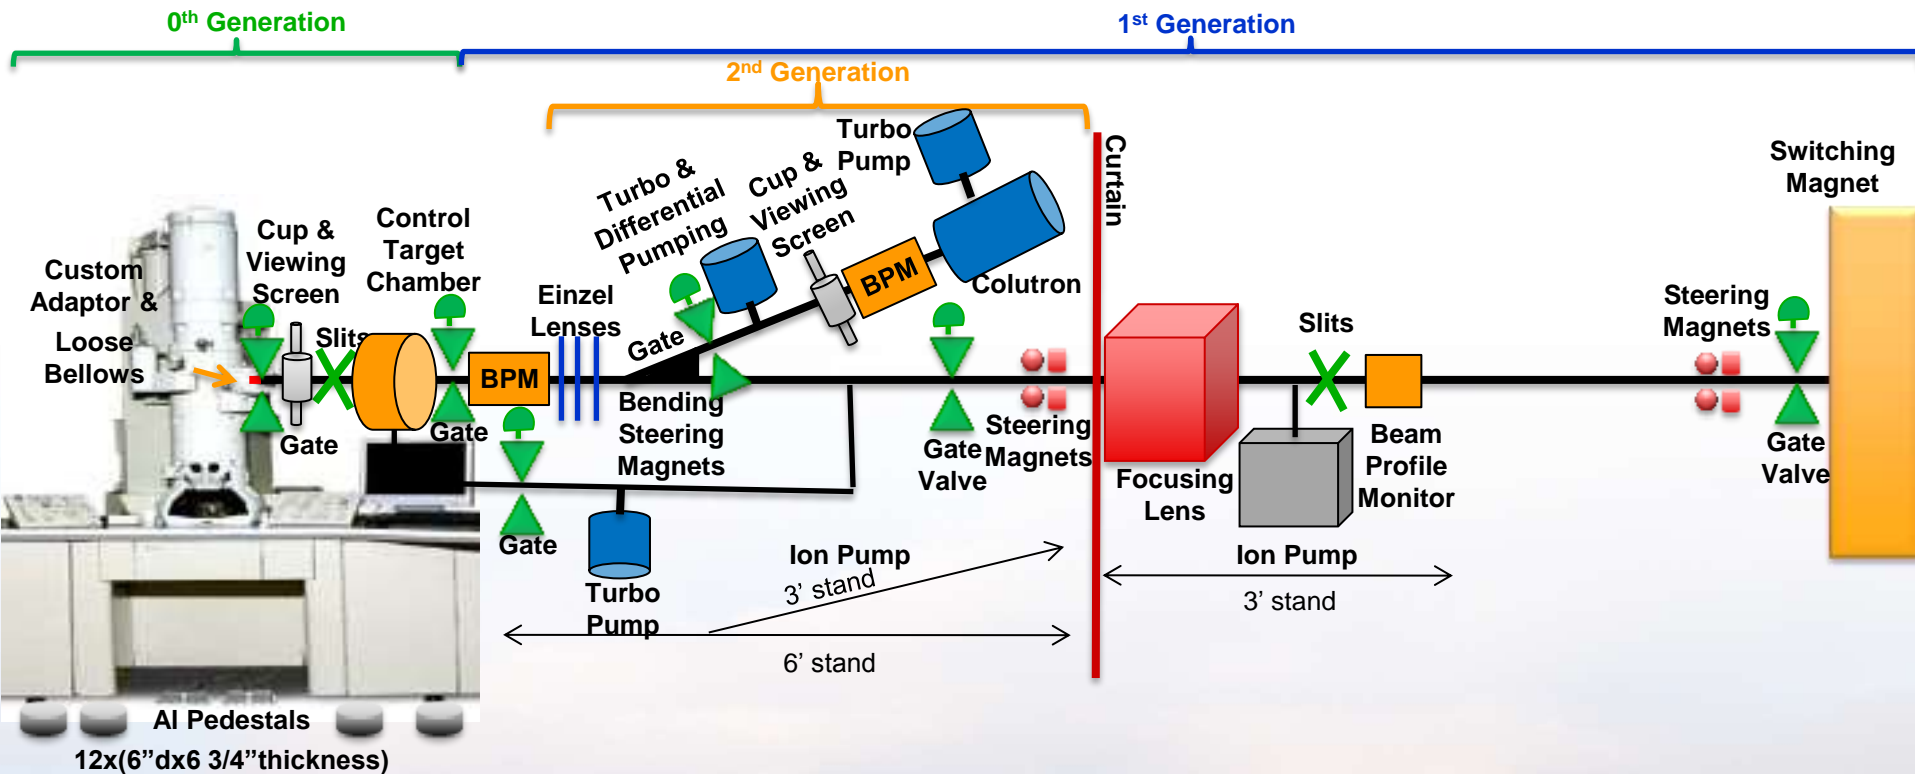 0th Generation
1st Generation
2nd Generation
Turbo
Pump
Curtain
Switching
Magnet
Turbo &
Differential
Pumping
Cup &
Viewing
Screen
Control
Target
Chamber
Cup &
Viewing
Screen
Custom
Adaptor &
Loose
Bellows
Slits
Einzel
Lenses
Gate
BPM
Colutron
Steering
Magnets
Slits
BPM
Gate
Gate
Bending
Steering
Magnets
Gate
Valve
Steering
Magnets
Focusing
Lens
Beam
Profile
Monitor
Gate
Valve
Gate
Turbo
Pump
Ion Pump
3’ stand
6’ stand
Ion Pump
3’ stand
Al Pedestals
12x(6”dx6 3/4”thickness)